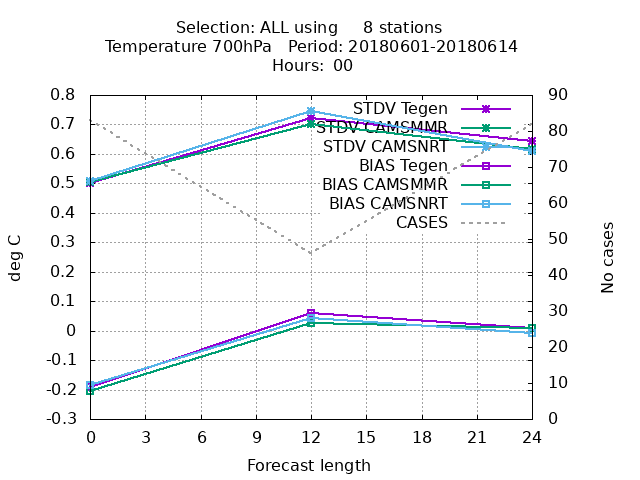 Selection: ALL using     8 stations
Temperature 700hPa   Period: 20180601-20180614
Hours:  00
0.8
0.7
0.6
0.5
0.4
0.3
0.2
0.1
0
-0.1
-0.2
-0.3
deg C
STDV Tegen
STDV CAMSMMR
STDV CAMSNRT
BIAS Tegen
BIAS CAMSMMR
BIAS CAMSNRT
CASES
90
80
70
60
50
40
30
20
10
0
No cases
0 3 6 9 12 15 18 21 24
Forecast length